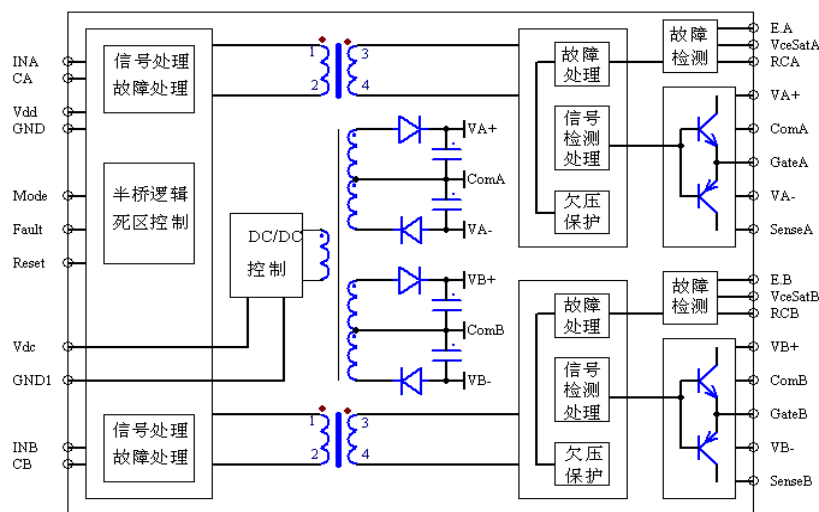 INA
CA
Vdd
GND
Mode
Fault
Reset
Vdc
GND1
INB
CB
信号处理
故障处理
半桥逻辑
死区控制
信号处理
故障处理
DC/DC
控制
1
2
3
4
VA+
ComA
VA-
VB+
ComB
VB-
1
2
3
4
故障
处理
信号
检测
处理
欠压
保护
故障
检测
故障
处理
信号
检测
处理
欠压
保护
故障
检测
E.A
VceSatA
RCA
VA+
ComA
GateA
VA-
SenseA
E.B
VceSatB
RCB
VB+
ComB
GateB
VB-
SenseB